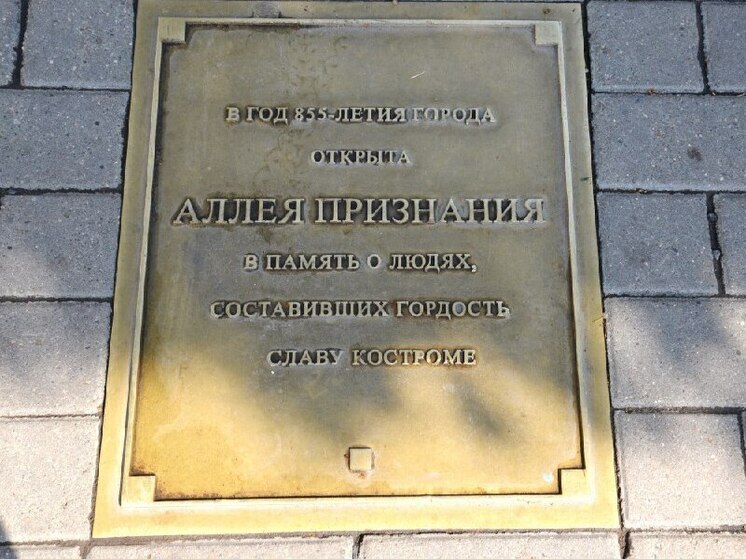 В ГОД 855-ЛЕТИЯ ГОРОДА
ОТКРЫТА
АЛЛЕЯ ПРИЗНАНИЯ
В ПАМЯТЬ О ЛЮДЯХ,
СОСТАВИВШИХ ГОРДОСТЬ
СЛАВУ КОСТРОМЕ